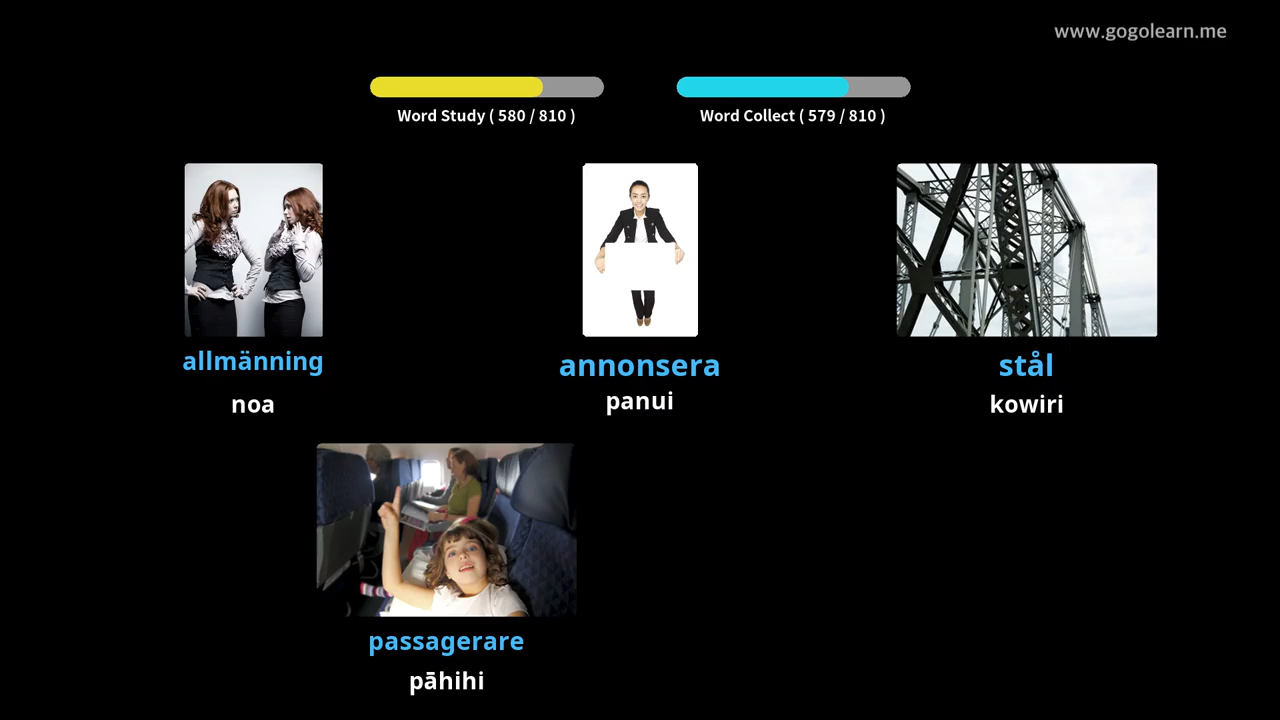 www.gogolearn.me
Word Study ( 580 / 810 )
Word Collect ( 579 / 810 )
allmänning
noa
annonsera
panui
stål
kowiri
passagerare
pāhihi